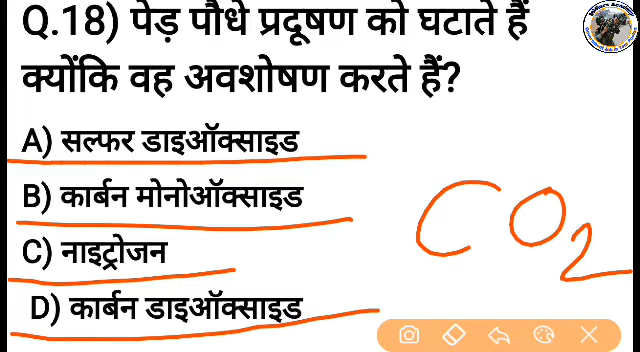 Q.18) पेड़ पौधे प्रदूषण को घटाते हैं
क्योंकि वह अवशोषण करते हैं?
A) सल्फर डाइऑक्साइड
B) कार्बन मोनोऑक्साइड
C) नाइट्रोजन
D) कार्बन डाइऑक्साइड
CO2